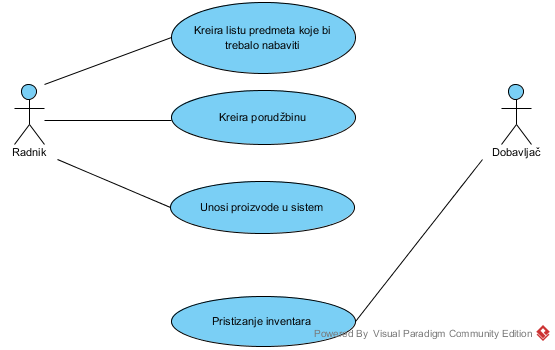 Kreira listu predmeta koje bi
trebalo nabaviti
Kreira porudžbinu
Radnik
Dobavljač
Unosi proizvode u sistem
Pristizanje inventara
Powered By Visual Paradigm Community Edition